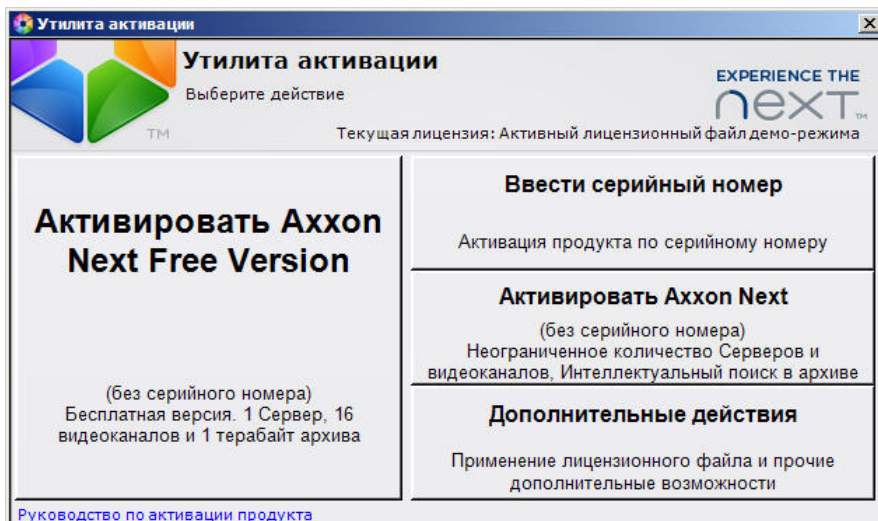 Утилита активации
Утилита активации
Выберите действие
EXPERIENCE THE
next™
TM
Текущая лицензия: Активный лицензионный файл демо-режима
Активировать Axxon
Next Free Version
(без серийного номера)
Бесплатная версия. 1 Сервер, 16
видеоканалов и 1 терабайт архива
Ввести серийный номер
Активация продукта по серийному номеру
Активировать Axxon Next
(без серийного номера)
Неограниченное количество Серверов и
видеоканалов, Интеллектуальный поиск в архиве
Дополнительные действия
Применение лицензионного файла и прочие
дополнительные возможности
Руководство по активации продукта